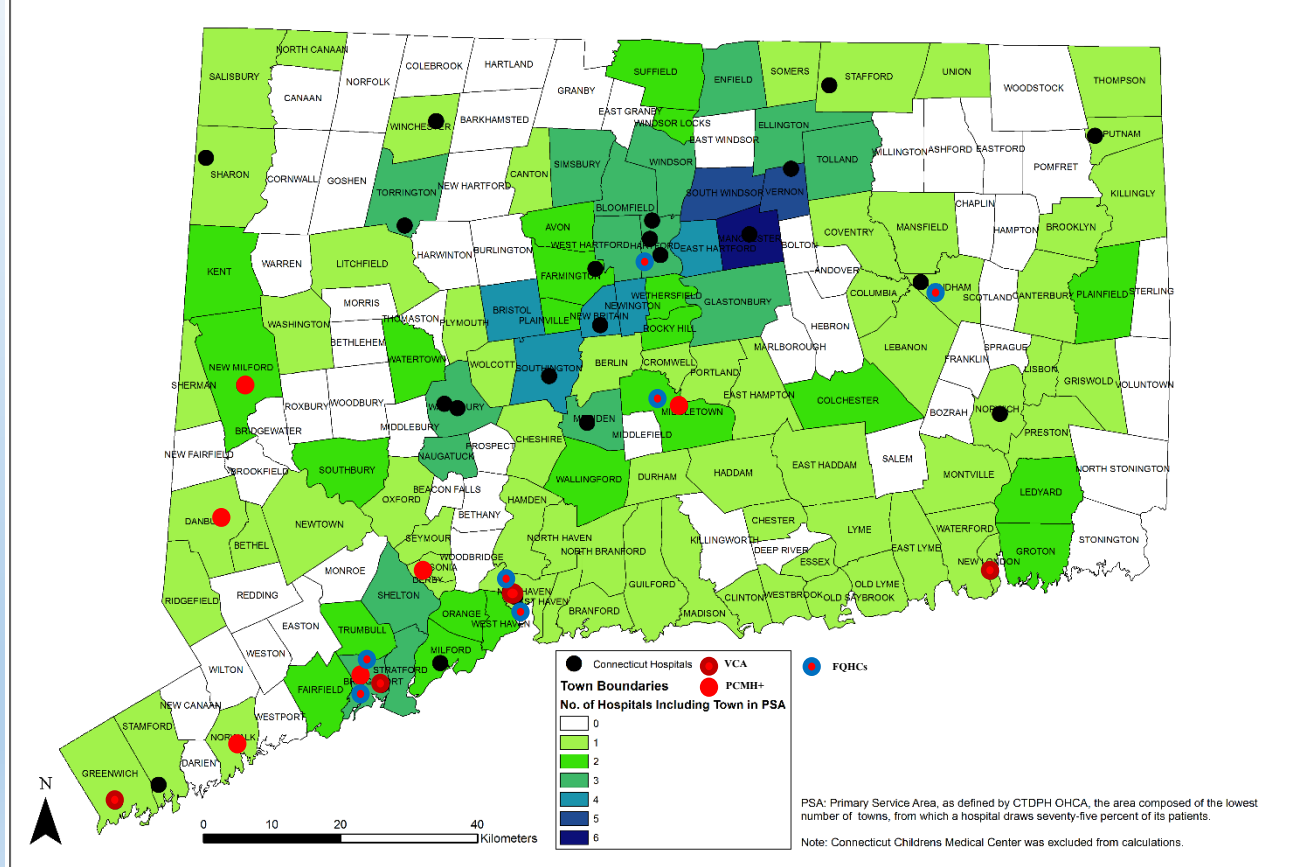 NORTH CANAAN
SALISBURY
CANAAN
NORFOLK
COLEBROOK
HARTLAND
GRANBY
SUFFIELD
ENFIELD
SOMERS
STAFFORD
UNION
WOODSTOCK
THOMPSON
WINCHESTER
BARKHAMSTED
EAST GRANBY
WINDSOR LOCKS
EAST WINDSOR
ELLINGTON
TOLLAND
WILLINGTON
ASHFORD
EASTFORD
PUTNAM
POMFRET
SHARON
CORNWALL
GOSHEN
TORRINGTON
NEW HARTFORD
CANTON
SIMSBURY
WINDSOR
BLOOMFIELD
SOUTH WINDSOR
VERNON
KILLINGLY
CHAPLIN
AVON
WEST HARTFORD
EAST HARTFORD
BOLTON
COVENTRY
MANSFIELD
HAMPTON
BROOKLYN
KENT
WARREN
LITCHFIELD
HARWINTON
BURLINGTON
FARMINGTON
ANDOVER
COLUMBIA
SCOTLAND
CANTERBURY
PLAINFIELD
STERLING
MORRIS
WASHINGTON
BETHLEHEM
THOMASTON
PLYMOUTH
BRISTOL
PLAINVILLE
NEW BRITAIN
NEWINGTON
WETHERSFIELD
ROCKY HILL
GLASTONBURY
HEBRON
MARLBOROUGH
LEBANON
FRANKLIN
SPRAGUE
LISBON
GRISWOLD
VOLUNTOWN
NEW MILFORD
SHERMAN
WATERTOWN
WOLCOTT
SOUTHINGTON
BERLIN
CROMWELL
PORTLAND
EAST HAMPTON
COLCHESTER
BOZRAH
PRESTON
ROXBURY
WOODBURY
BRIDGEWATER
MIDDLEBURY
PROSPECT
CHESHIRE
MIDDLEFIELD
NEW FAIRFIELD
BROOKFIELD
SOUTHBURY
NAUGATUCK
BEACON FALLS
WALLINGFORD
DURHAM
HADDAM
EAST HADDAM
SALEM
MONTVILLE
NORTH STONINGTON
LEDYARD
OXFORD
BETHANY
HAMDEN
NEWTOWN
BETHEL
SEYMOUR
WOODBRIDGE
NORTH HAVEN
NORTH BRANFORD
KILLINGWORTH
CHESTER
DEEP RIVER
ESSEX
LYME
EAST LYME
WATERFORD
NEW LONDON
GROTON
STONINGTON
RIDGEFIELD
REDDING
MONROE
SHELTON
DERBY
ORANGE
WEST HAVEN
BRANFORD
GUILFORD
MADISON
CLINTON
WESTBROOK
OLD SAYBROOK
OLD LYME
EASTON
TRUMBULL
MILFORD
STRATFORD
WESTON
WILTON
FAIRFIELD
NEW CANAAN
WESTPORT
STAMFORD
DARIEN
GREENWICH
N
0 10 20 40
Kilometers
Connecticut Hospitals
VCA
FQHCs
PCMH+
Town Boundaries
No. of Hospitals Including Town in PSA
0
1
2
3
4
5
6
PSA: Primary Service Area, as defined by CTDPH OHCA, the area composed of the lowest
number of towns, from which a hospital draws seventy-five percent of its patients.
Note: Connecticut Childrens Medical Center was excluded from calculations.